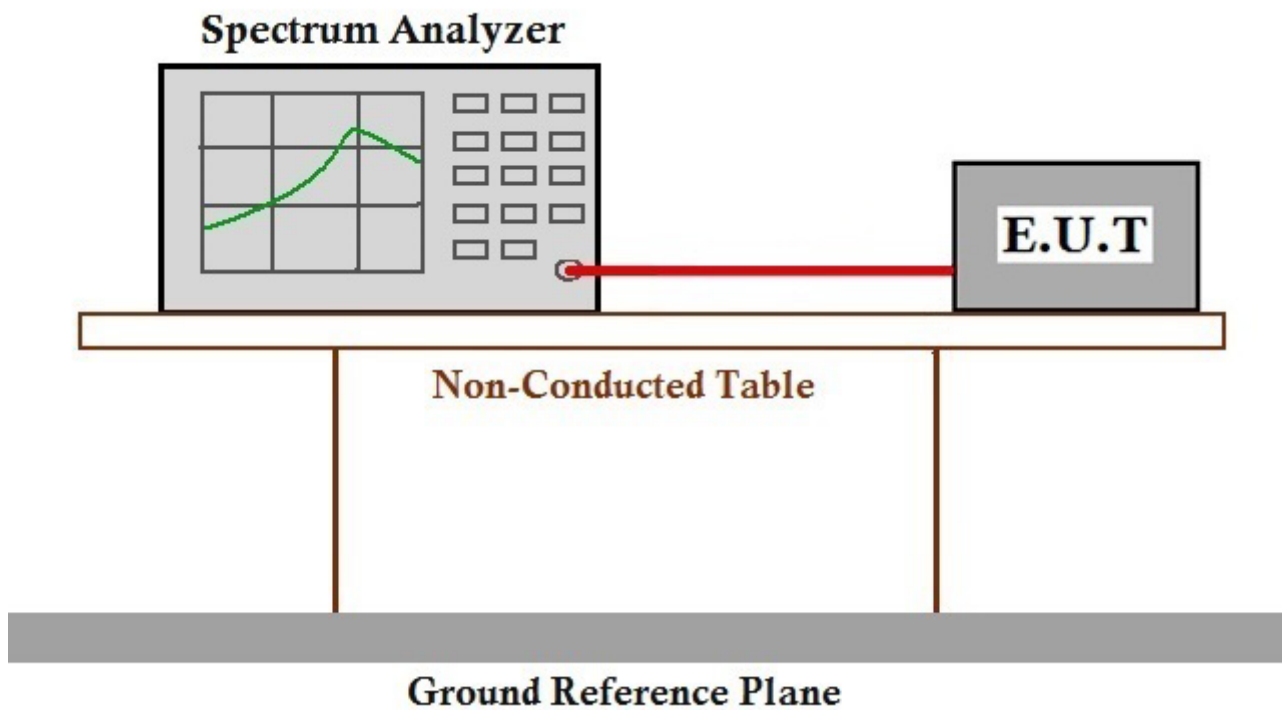 Spectrum Analyzer
E.U.T
Non-Conducted Table
Ground Reference Plane